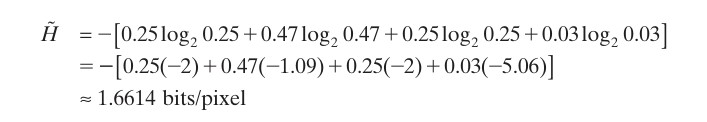 H̃ = −[0.25 log₂ 0.25 + 0.47 log₂ 0.47 + 0.25 log₂ 0.25 + 0.03 log₂ 0.03]
= −[0.25(−2) + 0.47(−1.09) + 0.25(−2) + 0.03(−5.06)]
≈ 1.6614 bits/pixel